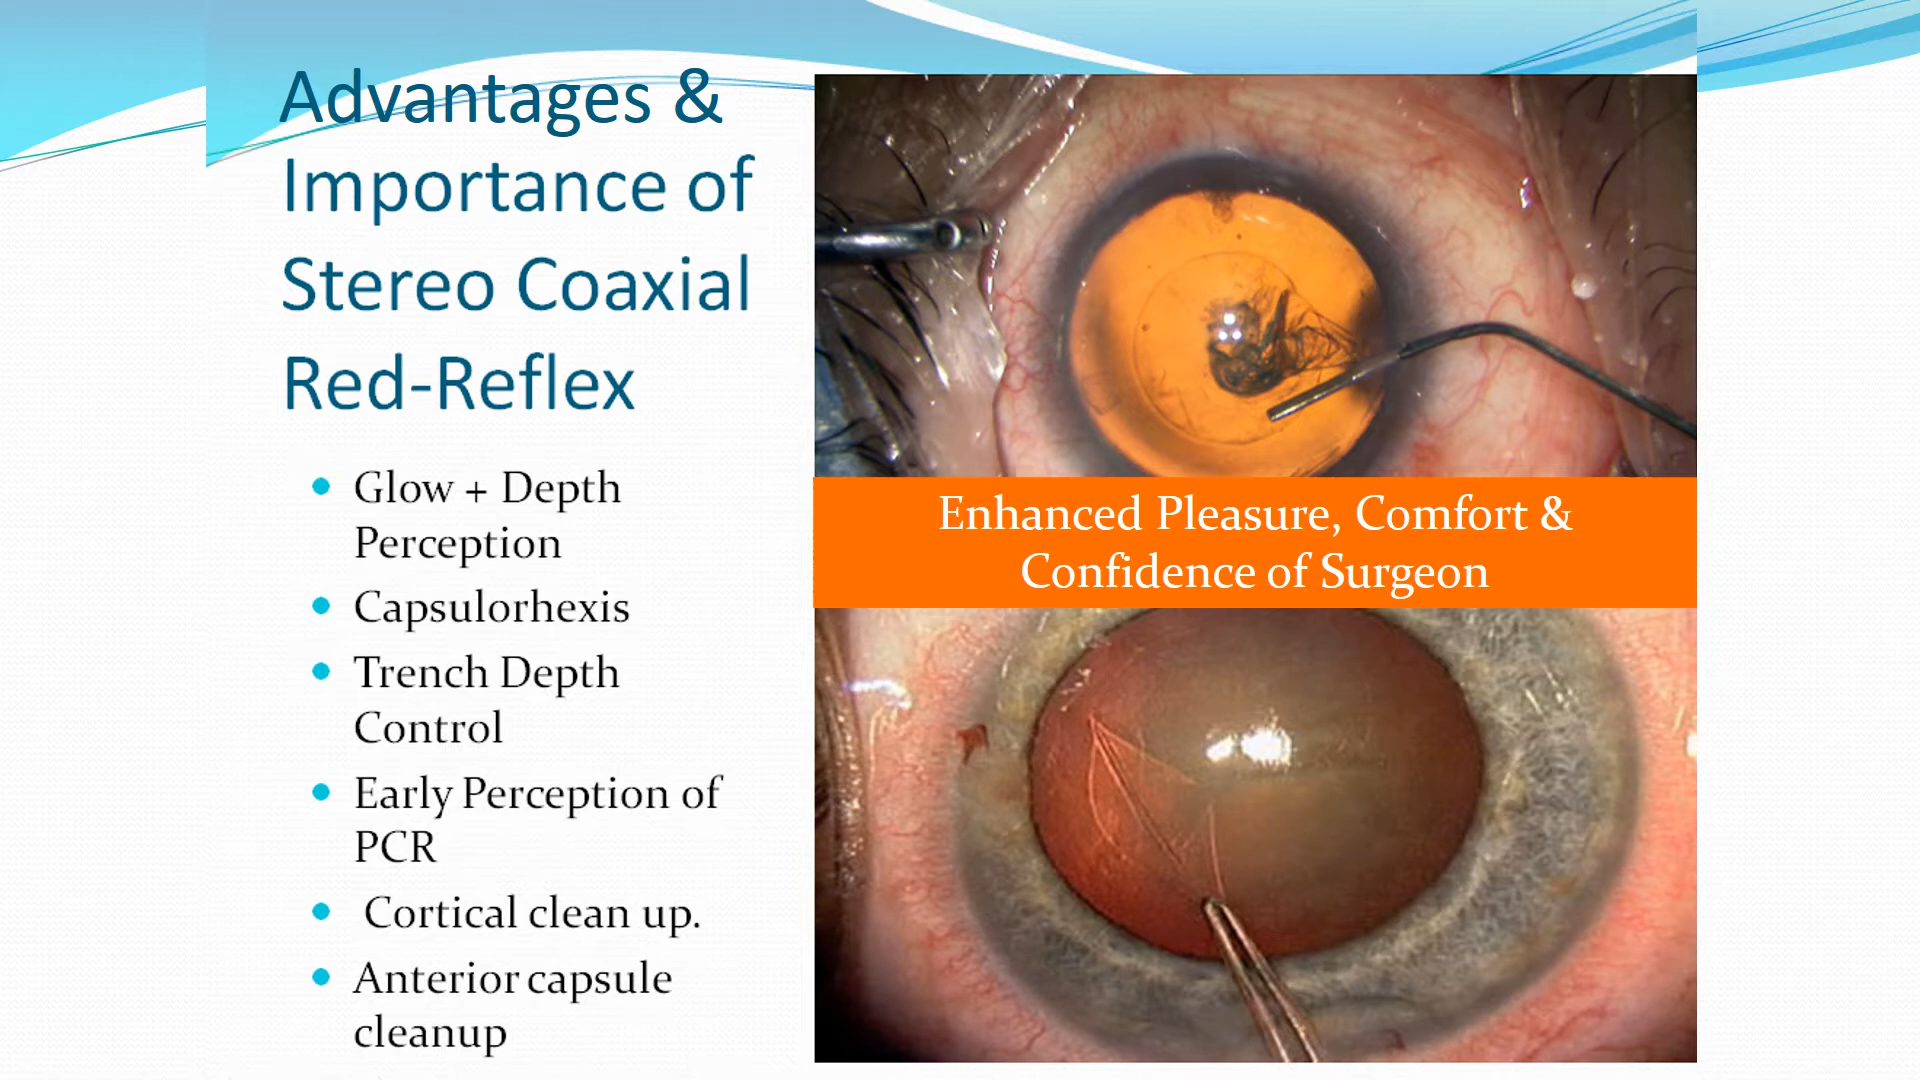 Advantages &
Importance of
Stereo Coaxial
Red-Reflex
Glow + Depth
Perception
Capsulorhexis
Trench Depth
Control
Early Perception of
PCR
Cortical clean up.
Anterior capsule
cleanup
Enhanced Pleasure, Comfort &
Confidence of Surgeon